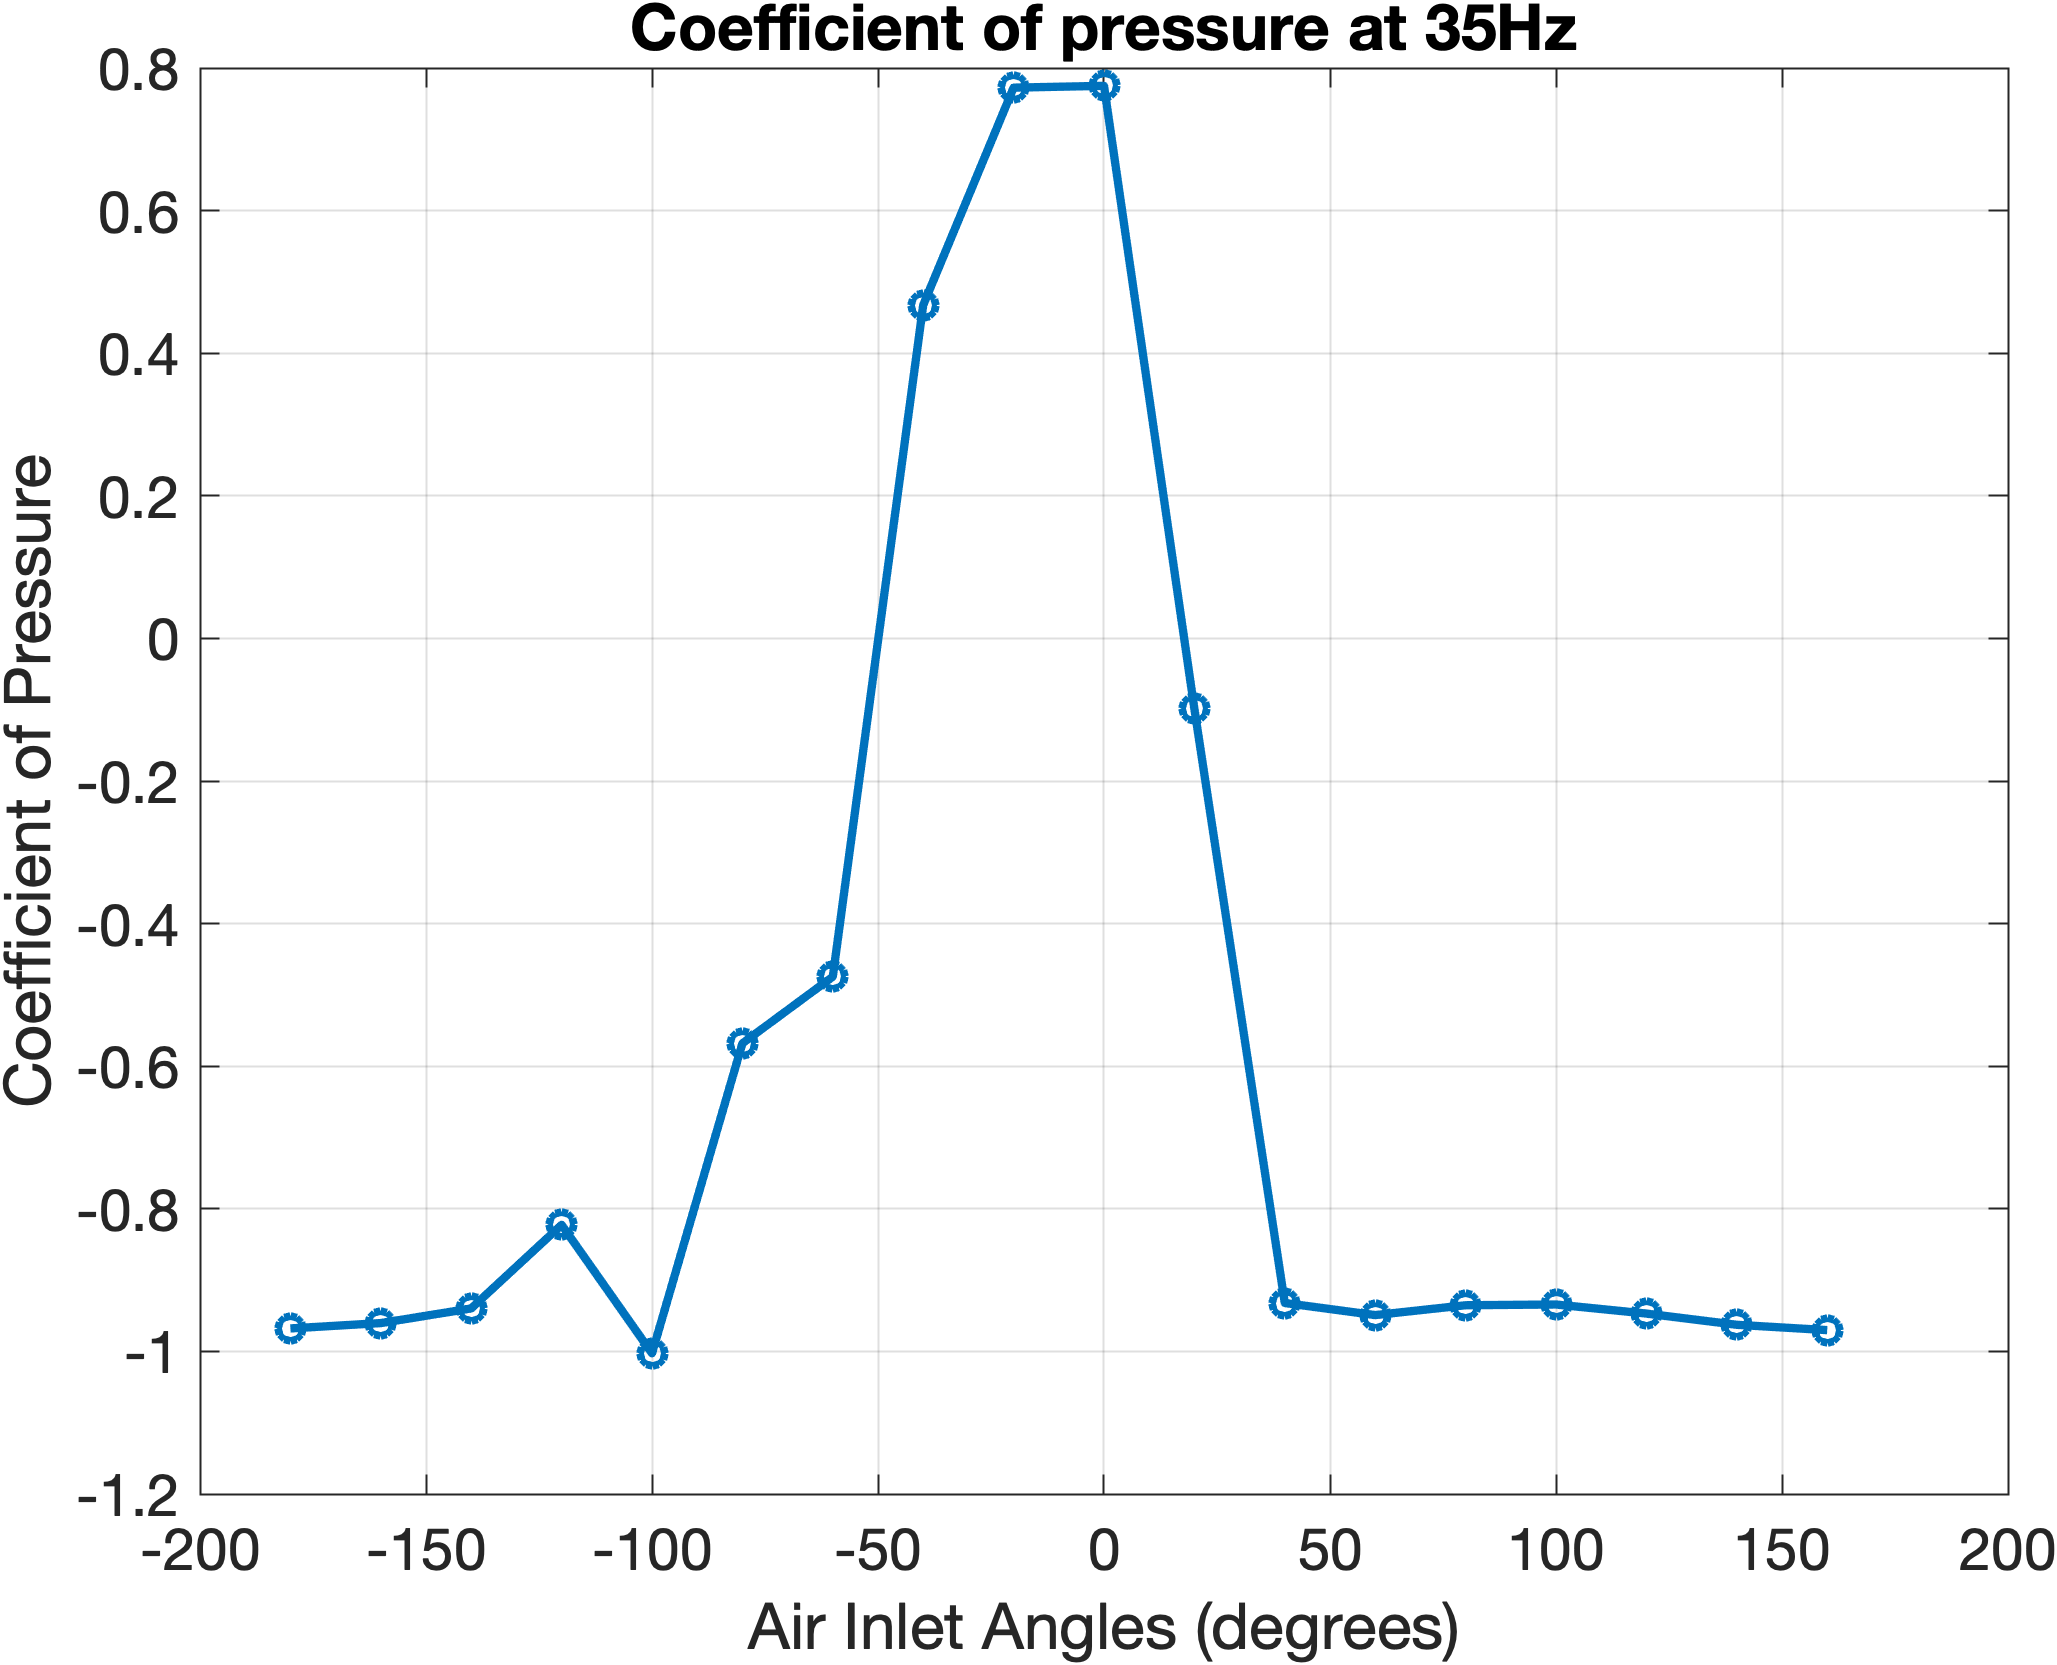 Coefficient of pressure at 35Hz
0.8
0.6
0.4
0.2
0
-0.2
-0.4
-0.6
-0.8
-1
-1.2
Coefficient of Pressure
-200 -150 -100 -50 0 50 100 150 200
Air Inlet Angles (degrees)